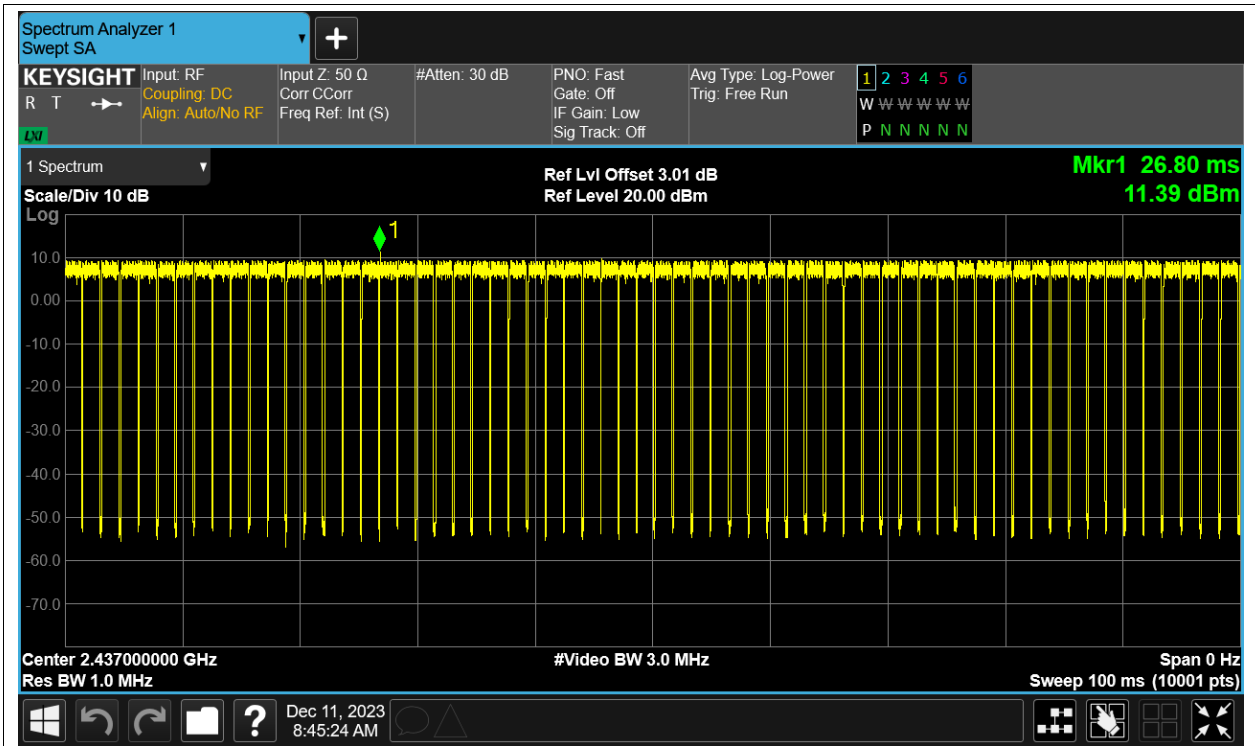 Spectrum Analyzer 1
Swept SA
+
KEYSIGHT
R T
LXI
Input: RF
Coupling: DC
Align: Auto/No RF
Input Z: 50 Ω
Corr CCorr
Freq Ref: Int (S)
#Atten: 30 dB
PNO: Fast
Gate: Off
IF Gain: Low
Sig Track: Off
Avg Type: Log-Power
Trig: Free Run
1 2 3 4 5 6
W W W W W W
P N N N N N
1 Spectrum
Scale/Div 10 dB
Log
Ref Lvl Offset 3.01 dB
Ref Level 20.00 dBm
Mkr1 26.80 ms
11.39 dBm
1
10.0
0.00
-10.0
-20.0
-30.0
-40.0
-50.0
-60.0
-70.0
Center 2.437000000 GHz
Res BW 1.0 MHz
#Video BW 3.0 MHz
Span 0 Hz
Sweep 100 ms (10001 pts)
?
Dec 11, 2023
8:45:24 AM